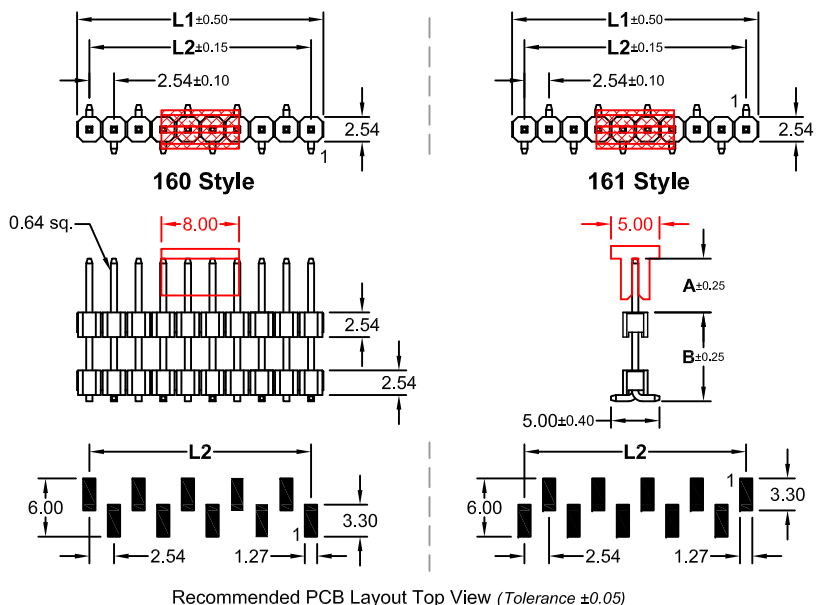 L1±0.50
L2±0.15
2.54±0.10
2.54
1
160 Style
L1±0.50
L2±0.15
2.54±0.10
1
2.54
161 Style
0.64 sq.
8.00
2.54
2.54
5.00
A±0.25
B±0.25
5.00±0.40
L2
6.00
3.30
1
2.54
1.27
L2
1
6.00
3.30
2.54
1.27
Recommended PCB Layout Top View (Tolerance ±0.05)